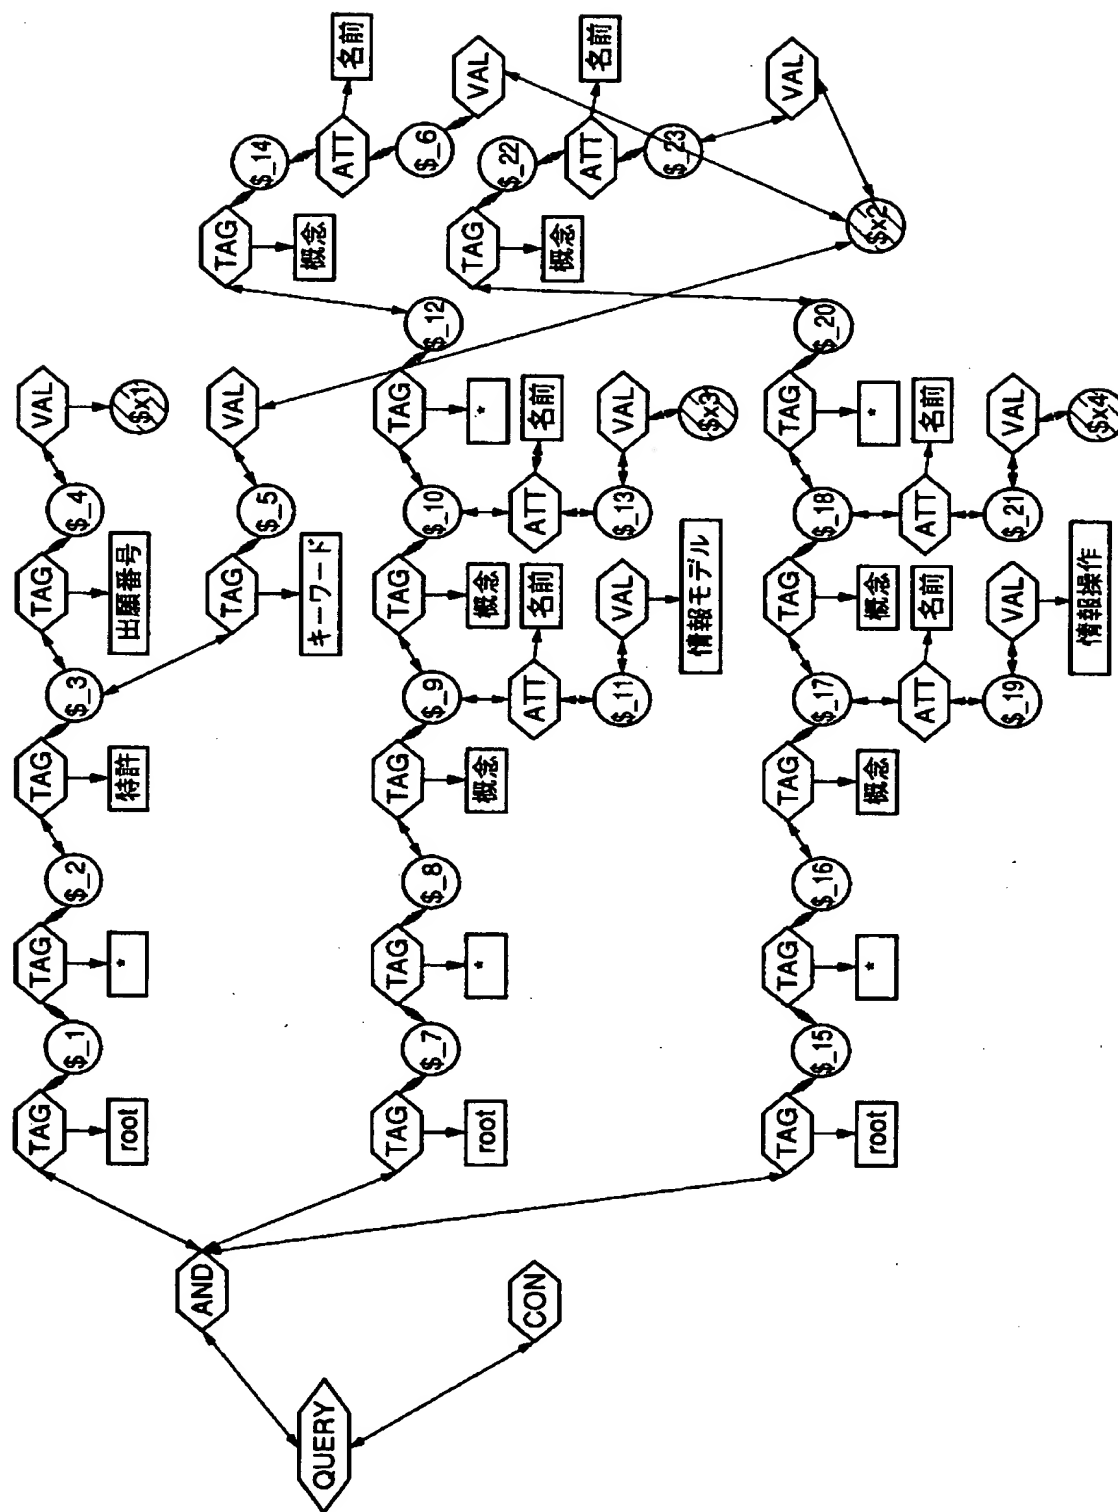 QUERY
AND
CON
TAG
root
$_1
TAG
*
$_2
TAG
特許
$_3
TAG
出願番号
$_4
VAL
$x1
TAG
キーワード
$_5
VAL
TAG
root
$_7
TAG
*
$_8
TAG
概念
$_9
ATT
名前
$_11
VAL
情報モデル
TAG
概念
$_10
ATT
名前
$_13
VAL
$x3
TAG
*
$_12
TAG
概念
$_14
ATT
名前
$_6
VAL
TAG
root
$_15
TAG
*
$_16
TAG
概念
$_17
ATT
名前
$_19
VAL
情報操作
TAG
概念
$_18
ATT
名前
$_21
VAL
$x4
TAG
*
$_20
TAG
概念
$_22
ATT
名前
$_23
VAL
$x2